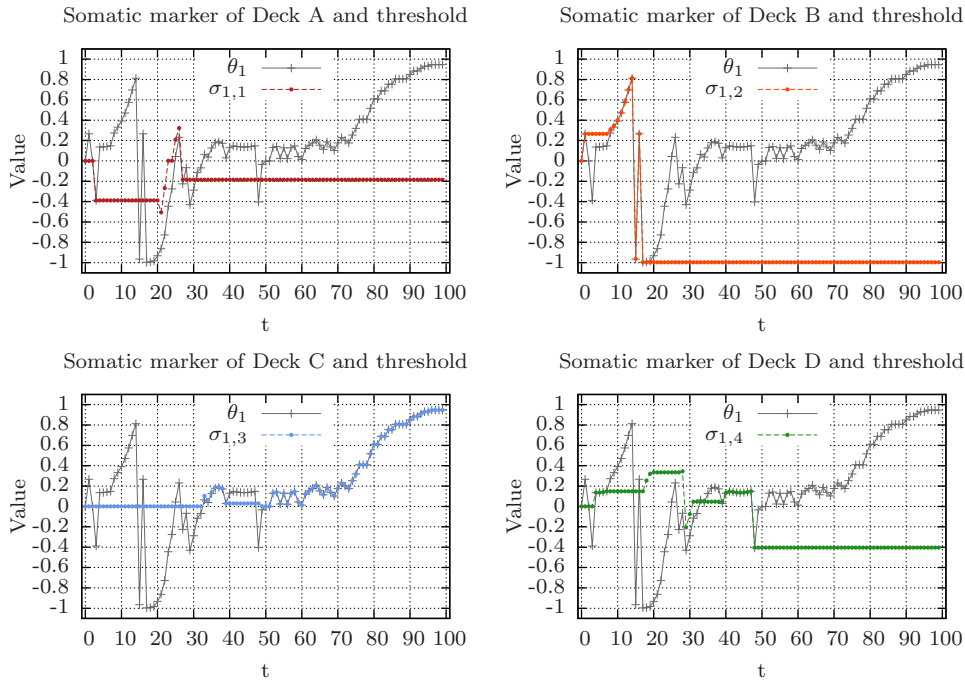 Somatic marker of Deck A and threshold
Value
1
0.8
0.6
0.4
0.2
0
-0.2
-0.4
-0.6
-0.8
-1
θ1
σ1,1
0 10 20 30 40 50 60 70 80 90 100
t
Somatic marker of Deck B and threshold
Value
1
0.8
0.6
0.4
0.2
0
-0.2
-0.4
-0.6
-0.8
-1
θ1
σ1,2
0 10 20 30 40 50 60 70 80 90 100
t
Somatic marker of Deck C and threshold
Value
1
0.8
0.6
0.4
0.2
0
-0.2
-0.4
-0.6
-0.8
-1
θ1
σ1,3
0 10 20 30 40 50 60 70 80 90 100
t
Somatic marker of Deck D and threshold
Value
1
0.8
0.6
0.4
0.2
0
-0.2
-0.4
-0.6
-0.8
-1
θ1
σ1,4
0 10 20 30 40 50 60 70 80 90 100
t